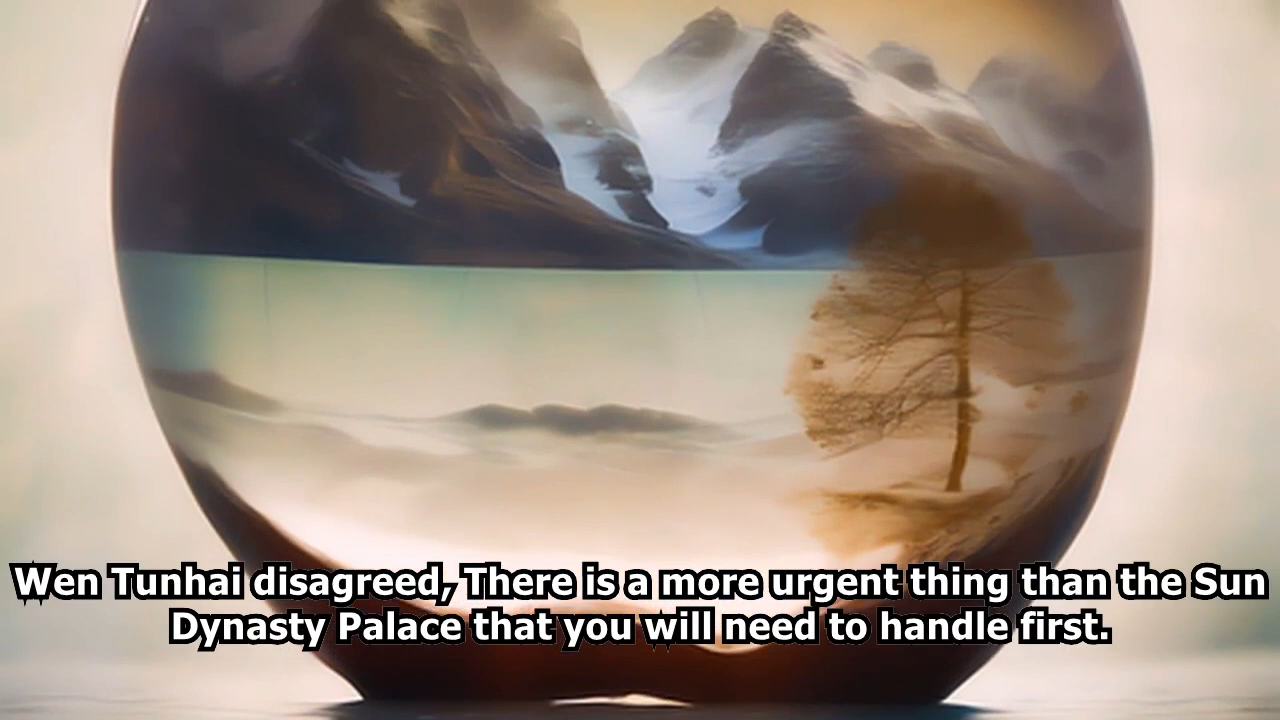 Wen Tunhai disagreed, There is a more urgent thing than the Sun
Dynasty Palace that you will need to handle first.